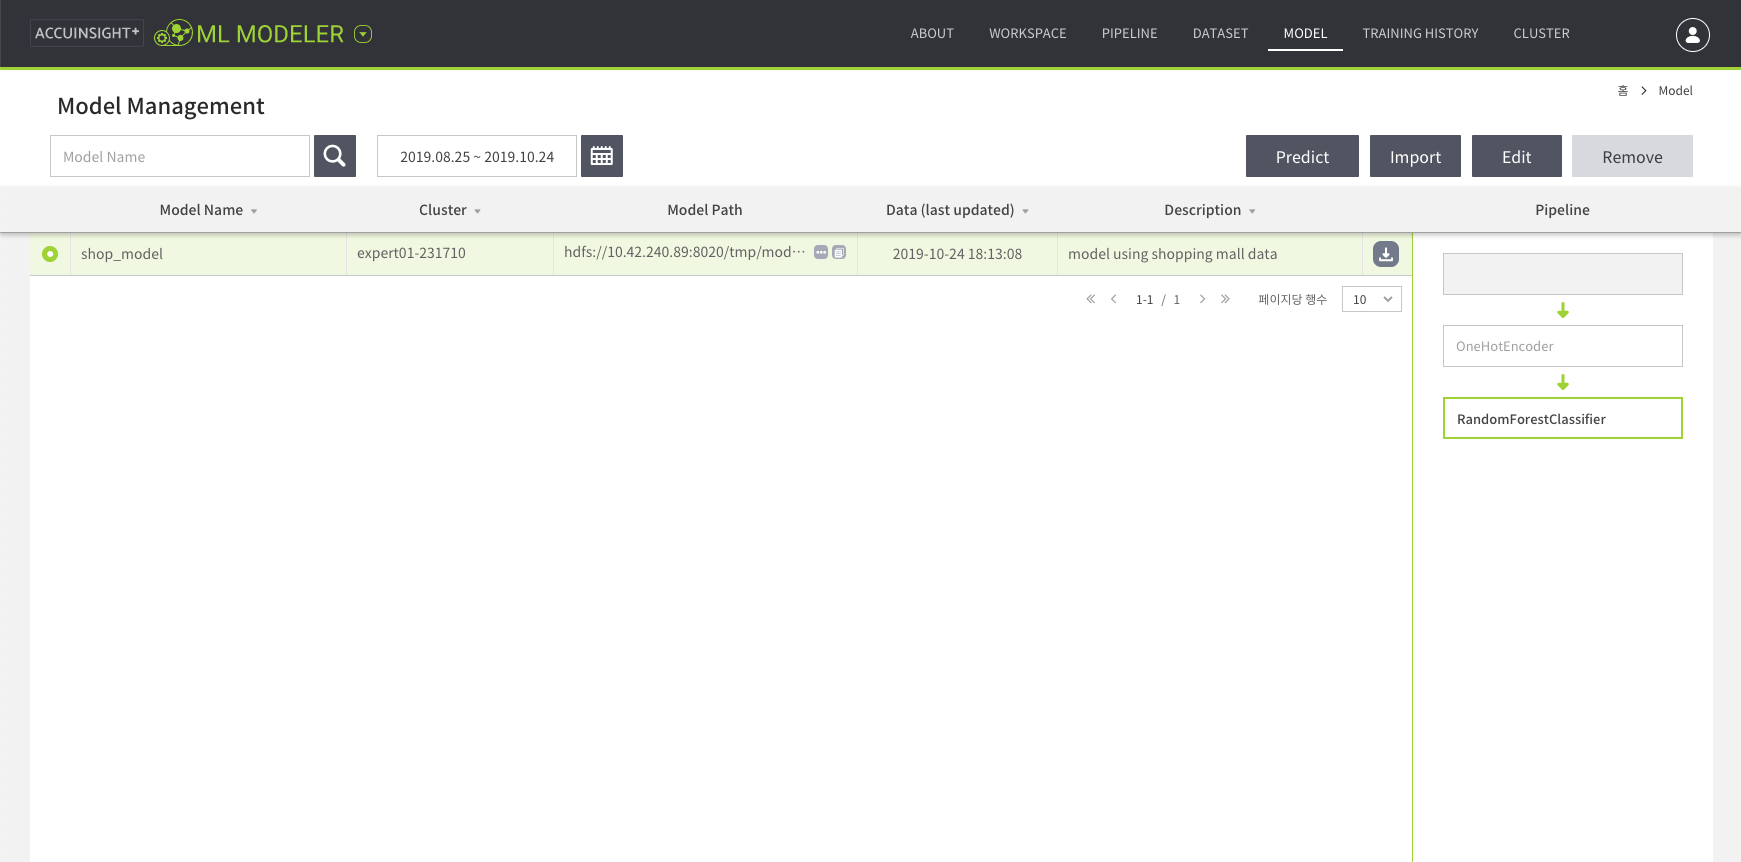 ACCUINSIGHT+ ML MODELER ABOUT WORKSPACE PIPELINE DATASET MODEL TRAINING HISTORY CLUSTER
홈 > Model
Model Management
Model Name 2019.08.25 ~ 2019.10.24 Predict Import Edit Remove
Model Name Cluster Model Path Data (last updated) Description Pipeline
shop_model expert01-231710 hdfs://10.42.240.89:8020/tmp/mod··· 2019-10-24 18:13:08 model using shopping mall data
1-1 / 1 페이지당 행수 10
OneHotEncoder
RandomForestClassifier